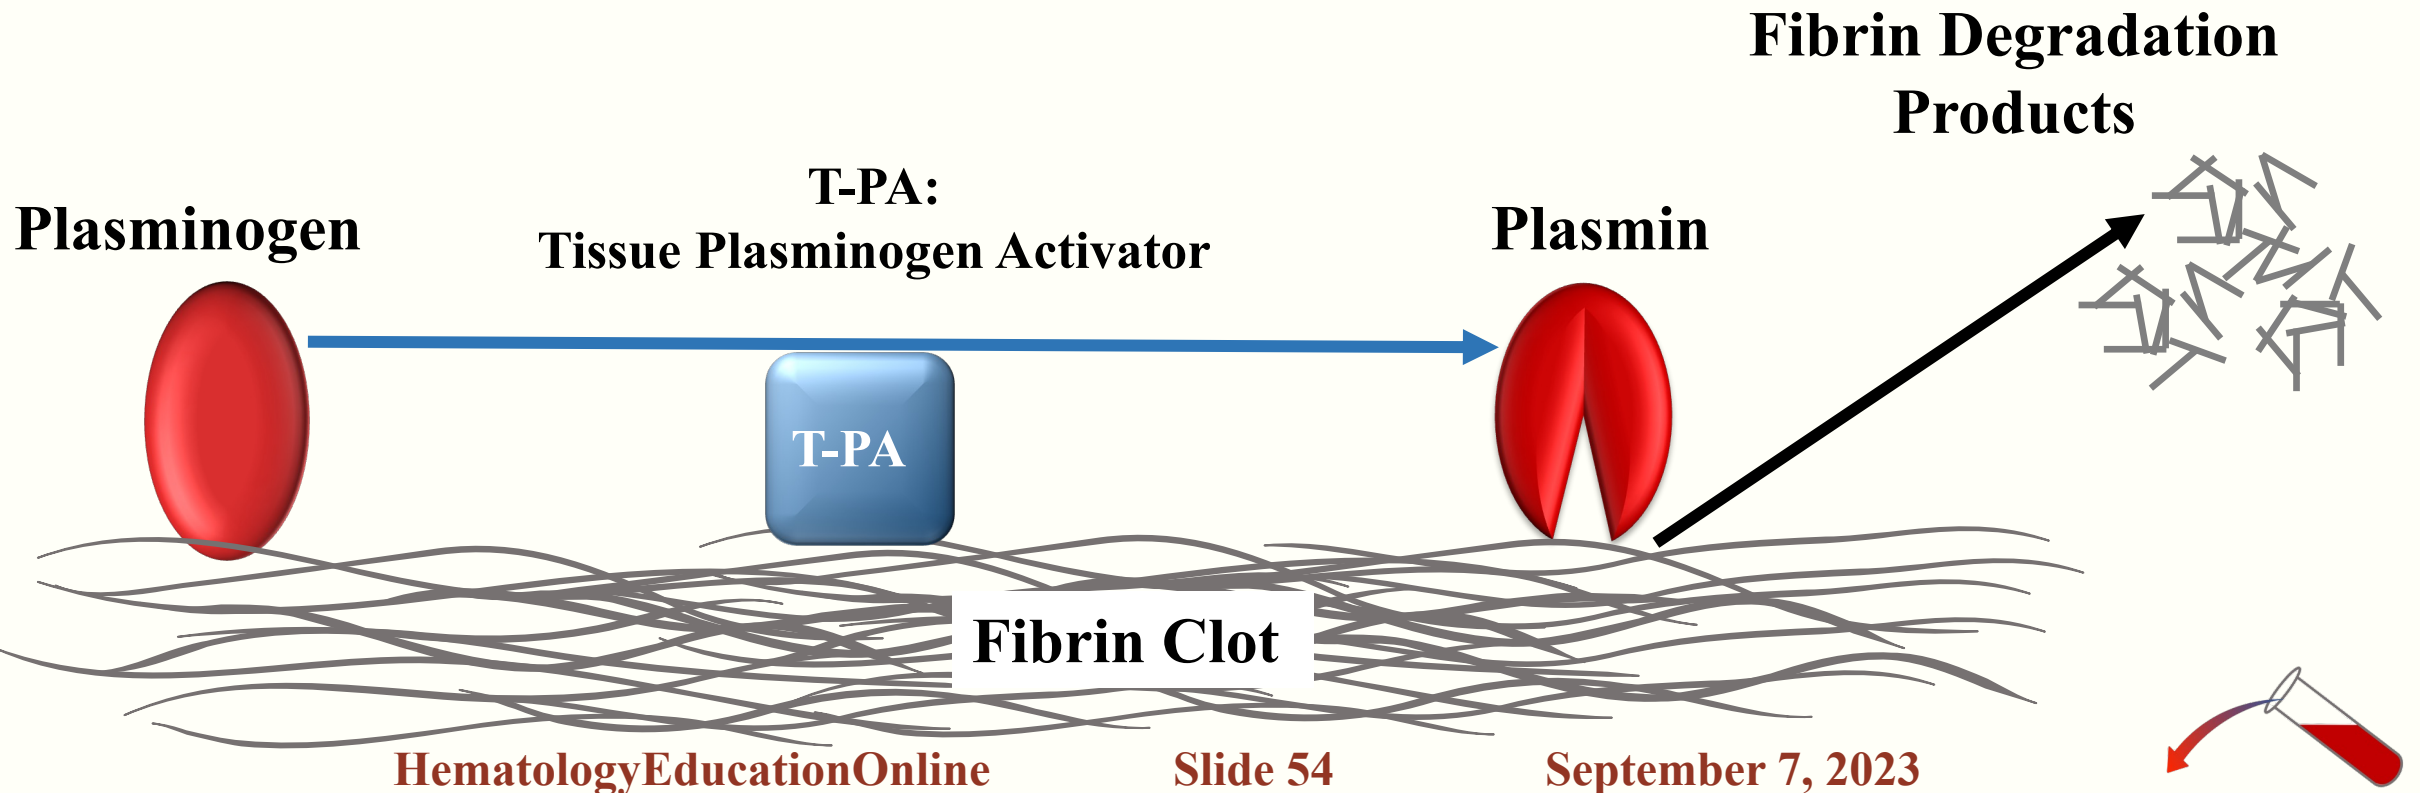 Fibrin Degradation
Products
T-PA:
Tissue Plasminogen Activator
Plasminogen
Plasmin
T-PA
Fibrin Clot
HematologyEducationOnline Slide 54 September 7, 2023